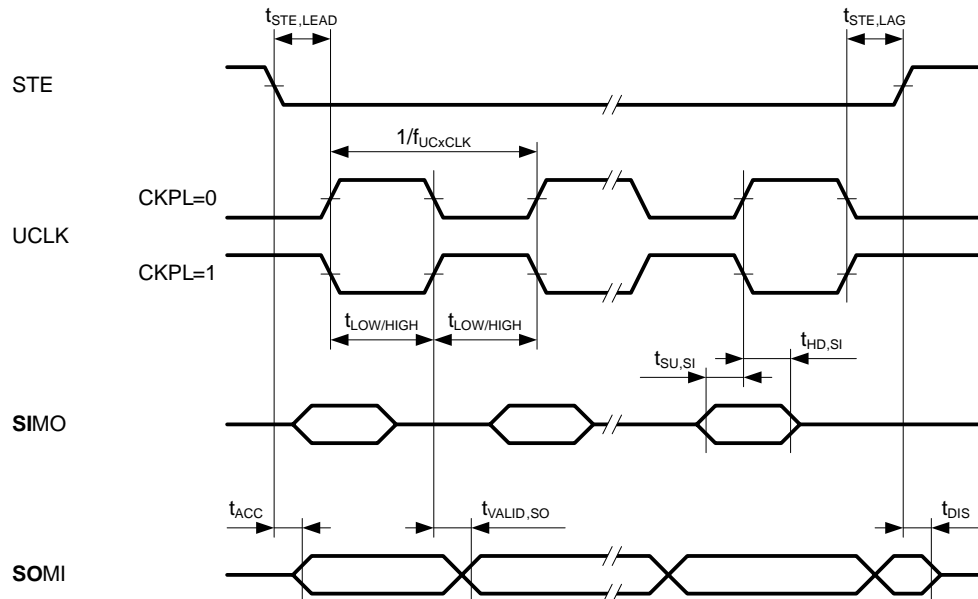 tSTE,LEAD
tSTE,LAG
STE
1/fUCxCLK
CKPL=0
UCLK
CKPL=1
tLOW/HIGH tLOW/HIGH
tHD,SI
tSU,SI
SIMO
tACC
tVALID,SO
tDIS
SOMI